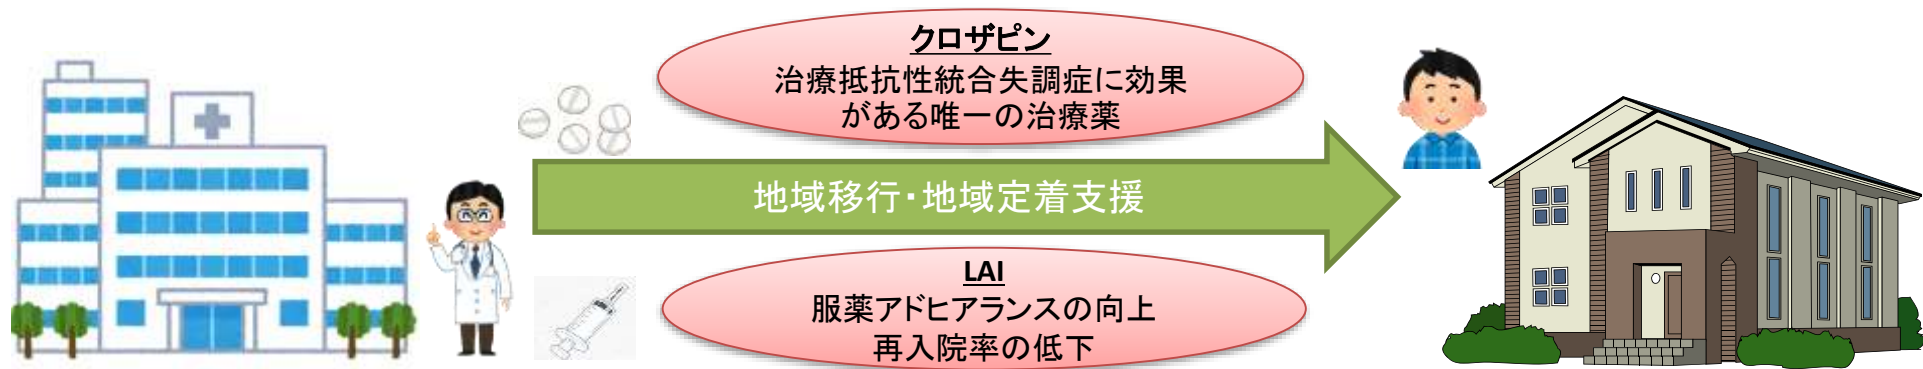 クロザピン
治療抵抗性統合失調症に効果
がある唯一の治療薬
地域移行・地域定着支援
LAI
服薬アドヒアランスの向上
再入院率の低下